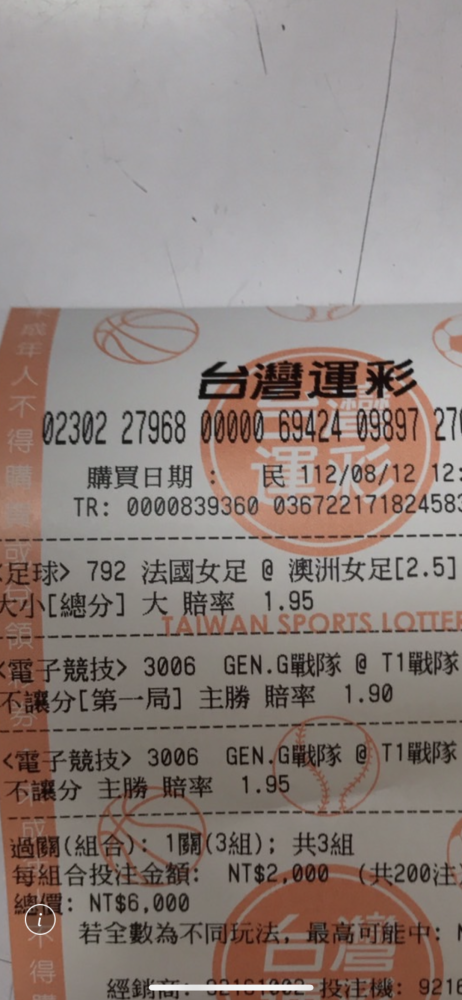 台灣運彩
02302 27968 00000 69424 09897
購買日期： 民 112/08/12 12:
TR: 0000839360 036722171824583
<足球> 792 法國女足 @ 澳洲女足[2.5]
大小[總分] 大 賠率 1.95
TAIWAN SPORTS LOTTER
<電子競技> 3006 GEN.G戰隊 @ T1戰隊
不讓分[第一局] 主勝 賠率 1.90
<電子競技> 3006 GEN.G戰隊 @ T1戰隊
不讓分 主勝 賠率 1.95
過關(組合): 1關(3組); 共3組
每組合投注金額: NT$2,000 (共200注)
總價: NT$6,000
若全數為不同玩法, 最高可能中:
經銷商: 投注機: 9216
台灣